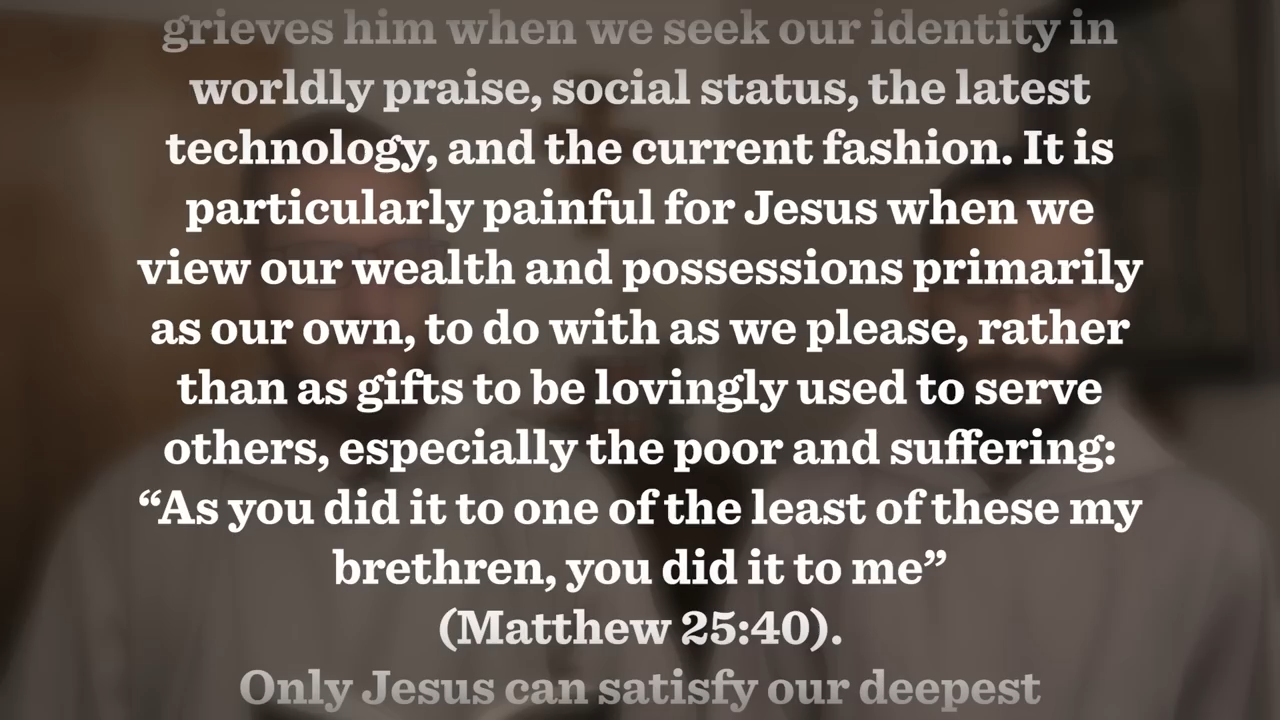 grieves him when we seek our identity in
worldly praise, social status, the latest
technology, and the current fashion. It is
particularly painful for Jesus when we
view our wealth and possessions primarily
as our own, to do with as we please, rather
than as gifts to be lovingly used to serve
others, especially the poor and suffering:
“As you did it to one of the least of these my
brethren, you did it to me”
(Matthew 25:40).
Only Jesus can satisfy our deepest